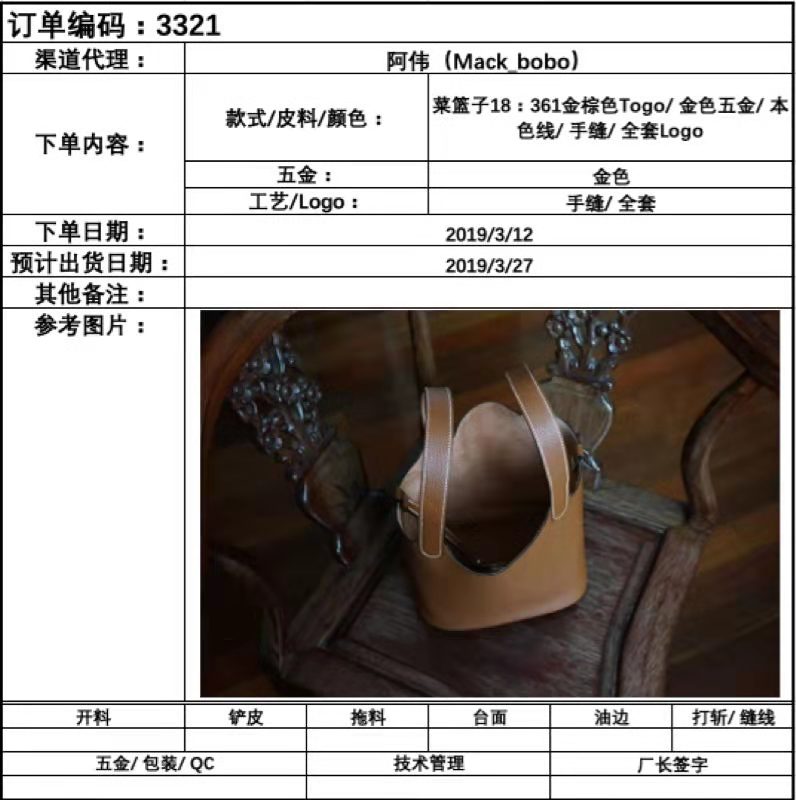 订单编码：3321
渠道代理：
阿伟（Mack_bobo）
下单内容：
款式/皮料/颜色：
菜篮子18：361金棕色Togo/ 金色五金/ 本
色线/ 手缝/ 全套Logo
五金：
金色
工艺/Logo：
手缝/ 全套
下单日期：
2019/3/12
预计出货日期：
2019/3/27
其他备注：
参考图片：
开料
铲皮
拖料
台面
油边
打斩/ 缝线
五金/ 包装/ QC
技术管理
厂长签字